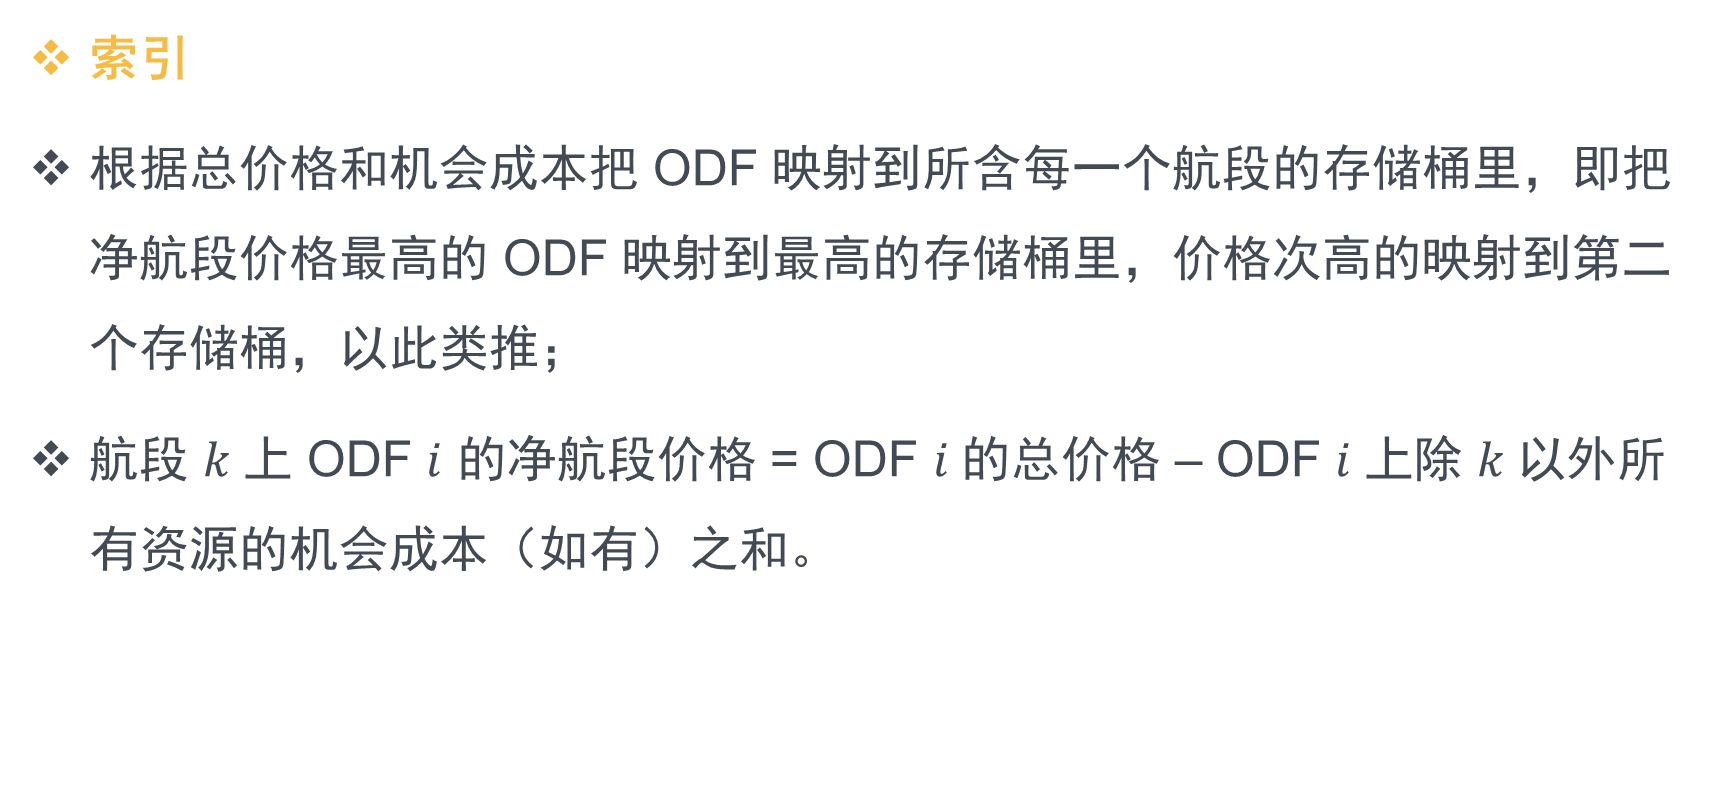 ❖ 索引
❖ 根据总价格和机会成本把 ODF 映射到所含每一个航段的存储桶里，即把
净航段价格最高的 ODF 映射到最高的存储桶里，价格次高的映射到第二
个存储桶，以此类推；
❖ 航段 k 上 ODF i 的净航段价格 = ODF i 的总价格 – ODF i 上除 k 以外所
有资源的机会成本（如有）之和。